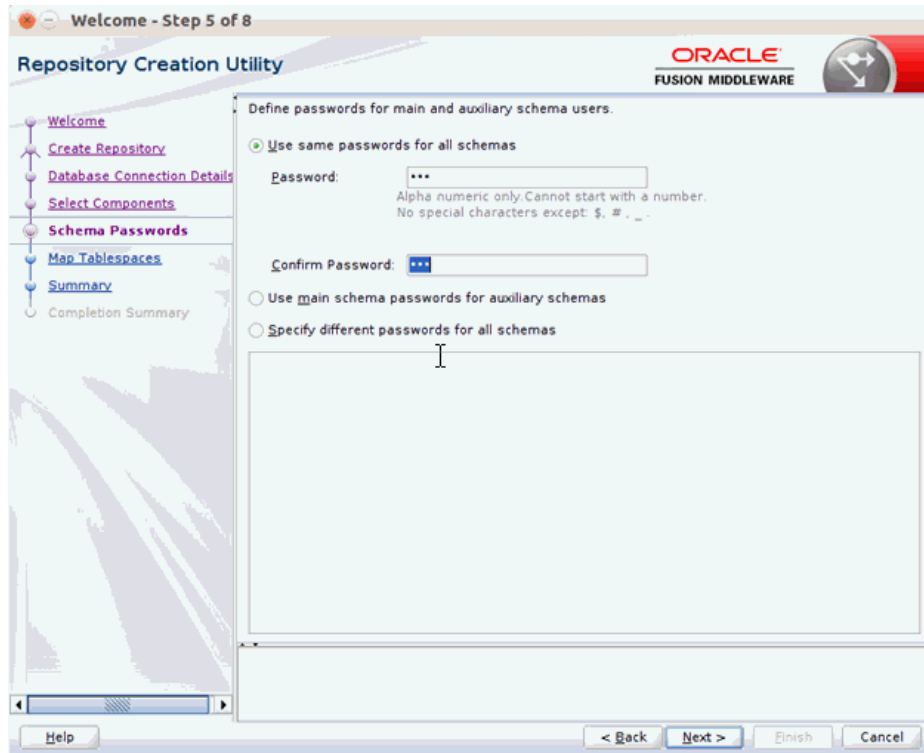 Welcome - Step 5 of 8
Repository Creation Utility
ORACLE
FUSION MIDDLEWARE
Welcome
Create Repository
Database Connection Details
Select Components
Schema Passwords
Map Tablespaces
Summary
Completion Summary
Define passwords for main and auxiliary schema users.
Use same passwords for all schemas
Password: •••
Alpha numeric only.Cannot start with a number.
No special characters except: $, # , _ .
Confirm Password: •••
Use main schema passwords for auxiliary schemas
Specify different passwords for all schemas
Help
< Back
Next >
Finish
Cancel